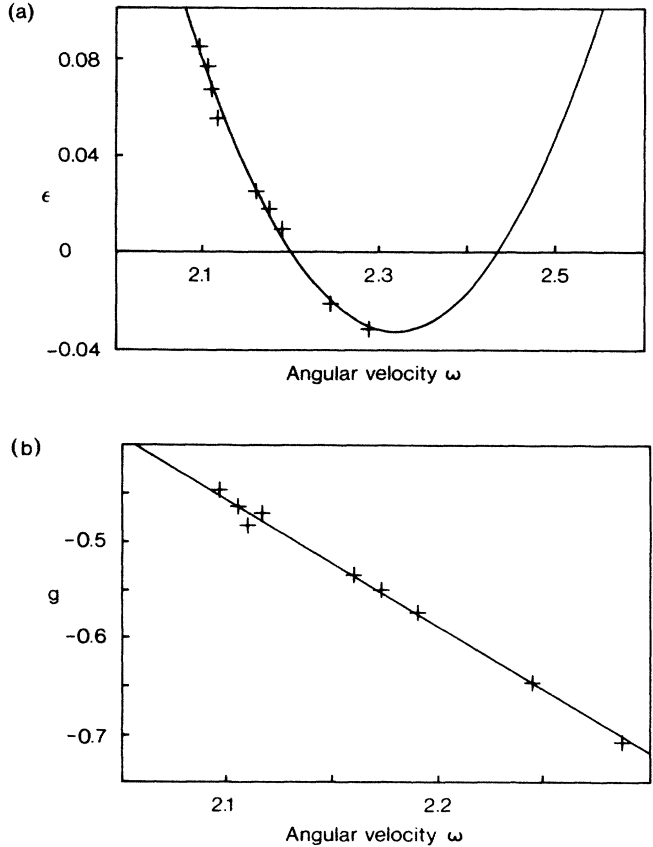 (a)
0.08
0.04
ϵ
0
2.1 2.3 2.5
−0.04
Angular velocity ω
(b)
−0.5
g
−0.6
−0.7
2.1 2.2
Angular velocity ω